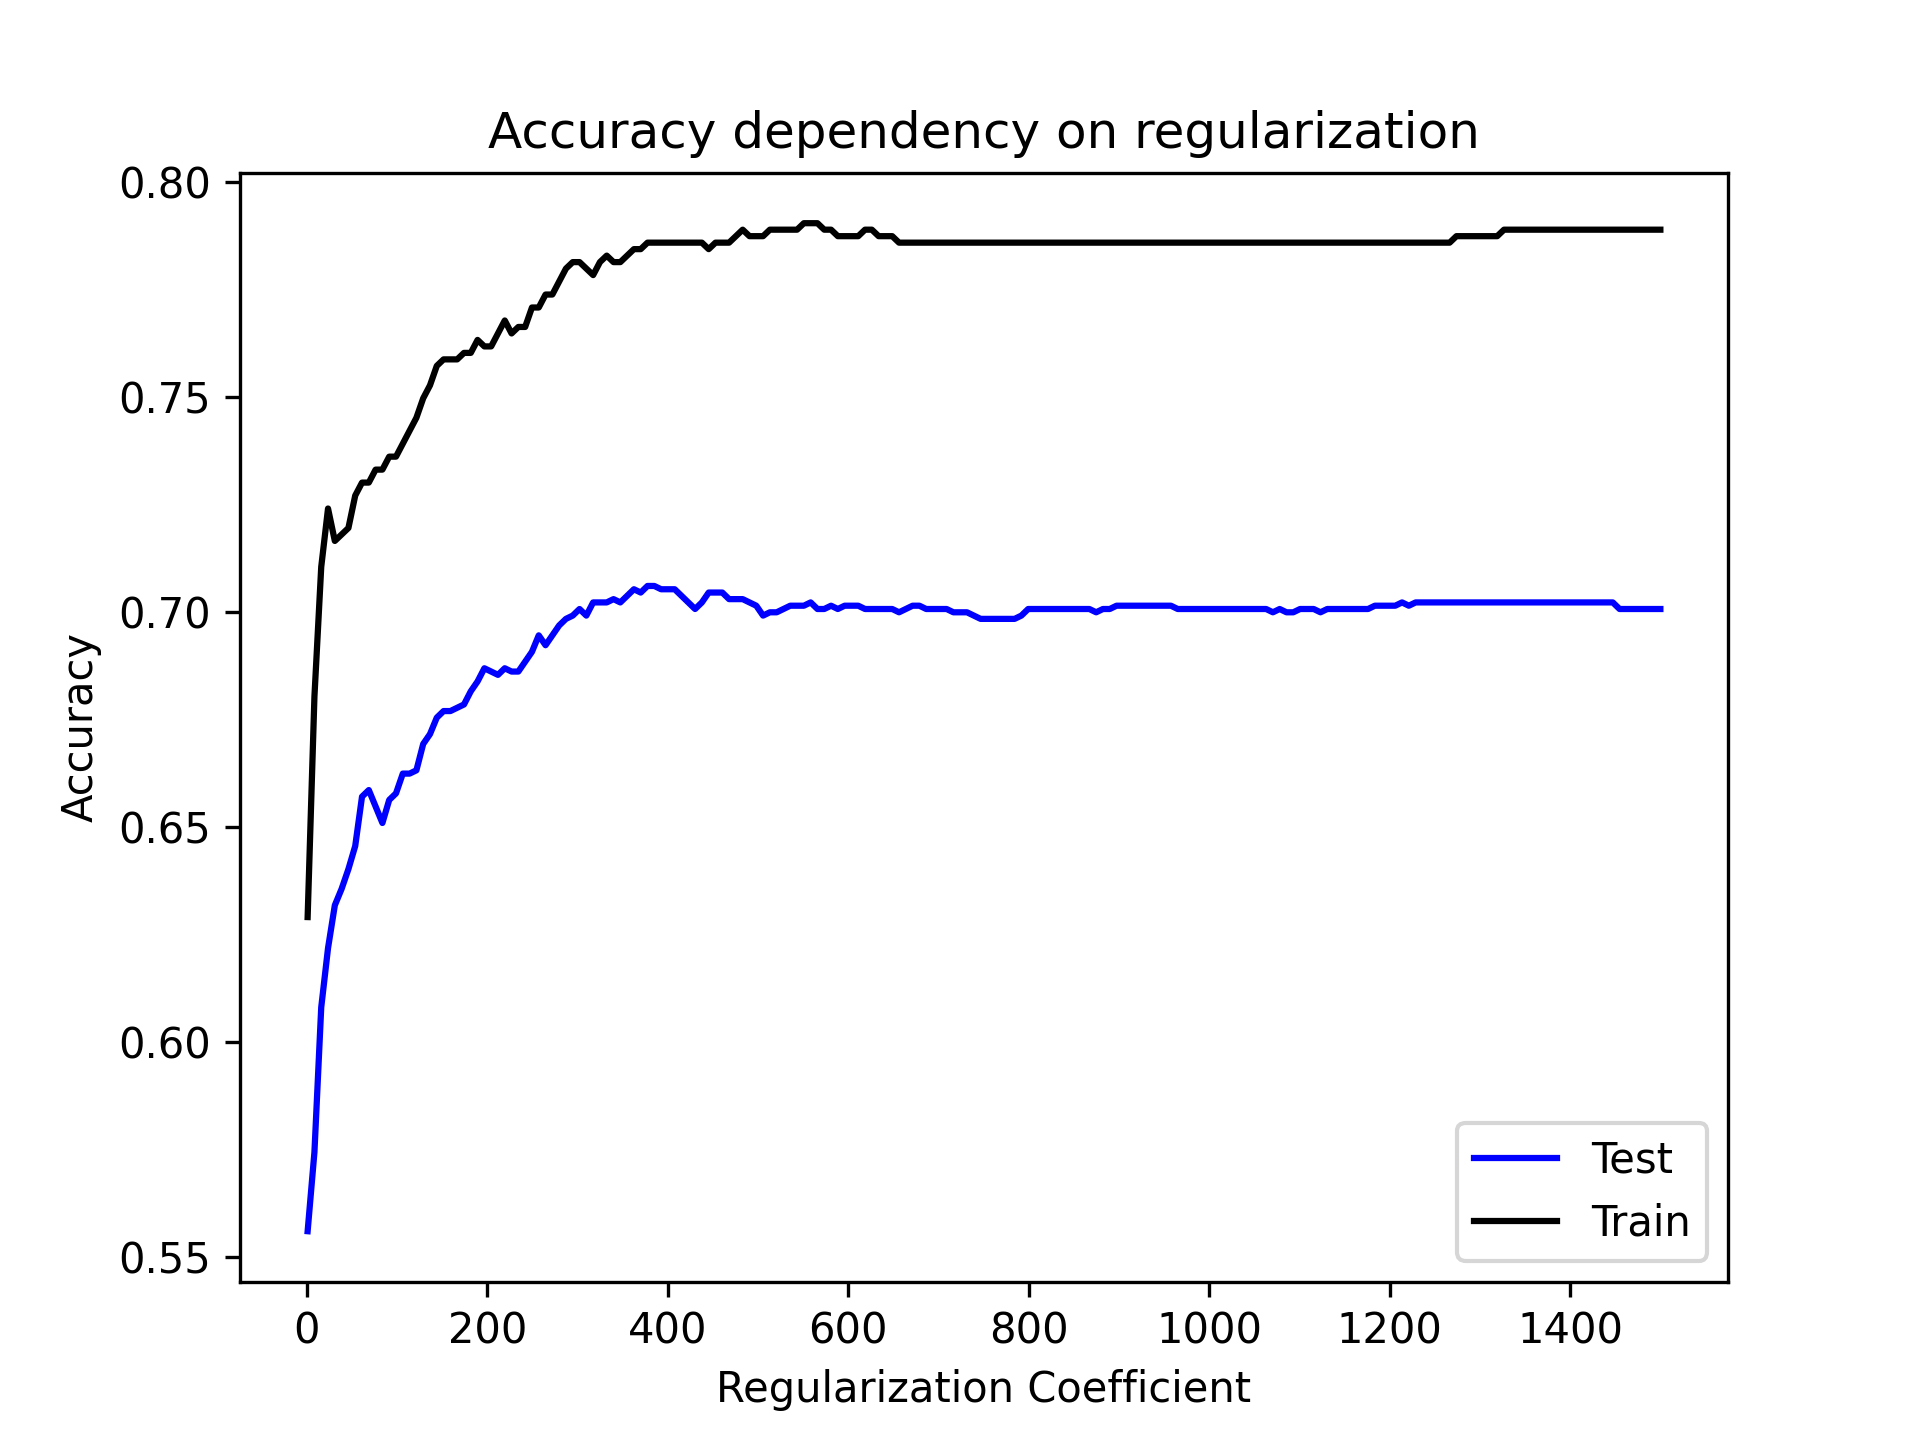 Accuracy dependency on regularization
0.80
0.75
0.70
0.65
0.60
0.55
Accuracy
0 200 400 600 800 1000 1200 1400
Regularization Coefficient
Test
Train